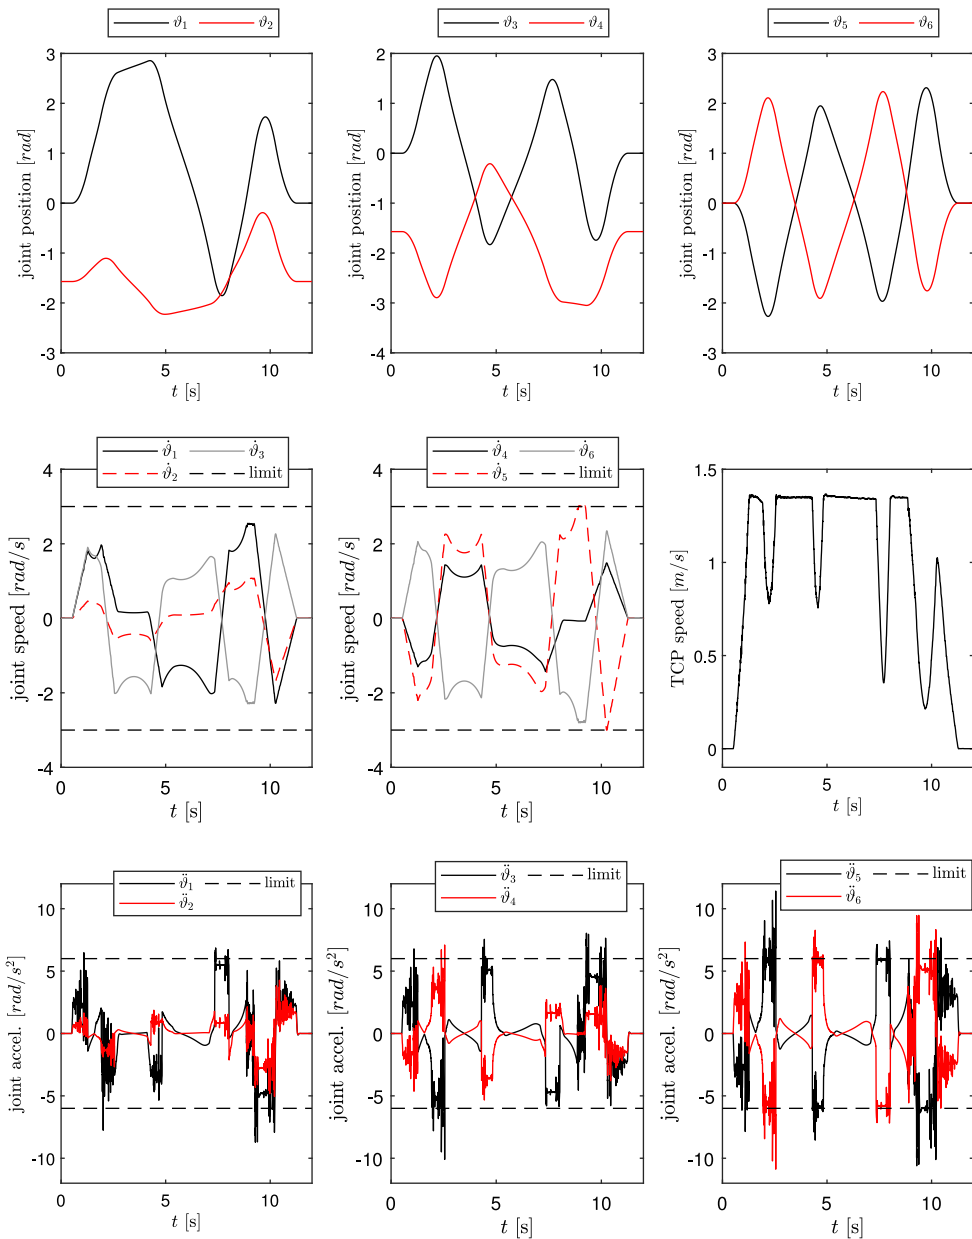 ϑ1 ϑ2
ϑ3 ϑ4
ϑ5 ϑ6
joint position [rad]
3
2
1
0
-1
-2
-3
0 5 10
t [s]
joint position [rad]
2
1
0
-1
-2
-3
-4
0 5 10
t [s]
joint position [rad]
3
2
1
0
-1
-2
-3
0 5 10
t [s]
ϑ̇1 ϑ̇3
ϑ̇2 limit
joint speed [rad/s]
4
2
0
-2
-4
0 5 10
t [s]
ϑ̇4 ϑ̇6
ϑ̇5 limit
joint speed [rad/s]
4
2
0
-2
-4
0 5 10
t [s]
TCP speed [m/s]
1.5
1
0.5
0
0 5 10
t [s]
ϑ̈1 limit
ϑ̈2
joint accel. [rad/s²]
10
5
0
-5
-10
0 5 10
t [s]
ϑ̈3 limit
ϑ̈4
joint accel. [rad/s²]
10
5
0
-5
-10
0 5 10
t [s]
ϑ̈5 limit
ϑ̈6
joint accel. [rad/s²]
10
5
0
-5
-10
0 5 10
t [s]